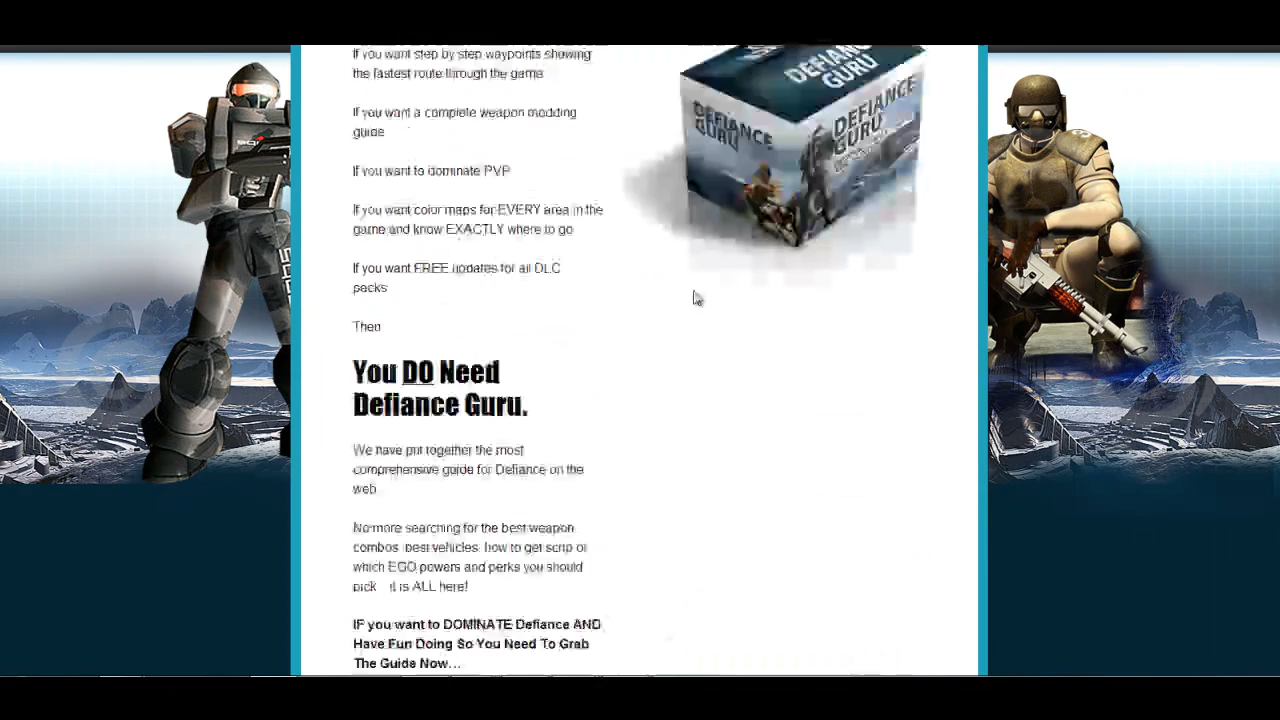 If you want step by step waypoints showing
the fastest route through the game
If you want a complete weapon modding
guide
If you want to dominate PVP
If you want color maps for EVERY area in the
game and know EXACTLY where to go
If you want FREE updates for all DLC
packs
Then
You DO Need
Defiance Guru.
We have put together the most
comprehensive guide for Defiance on the
web
No more searching for the best weapon
combos best vehicles how to get scrip or
which EGO powers and perks you should
pick it is ALL here!
IF you want to DOMINATE Defiance AND
Have Fun Doing So You Need To Grab
The Guide Now...
DEFIANCE
GURU
DEFIANCE
GURU
DEFIANCE
GURU